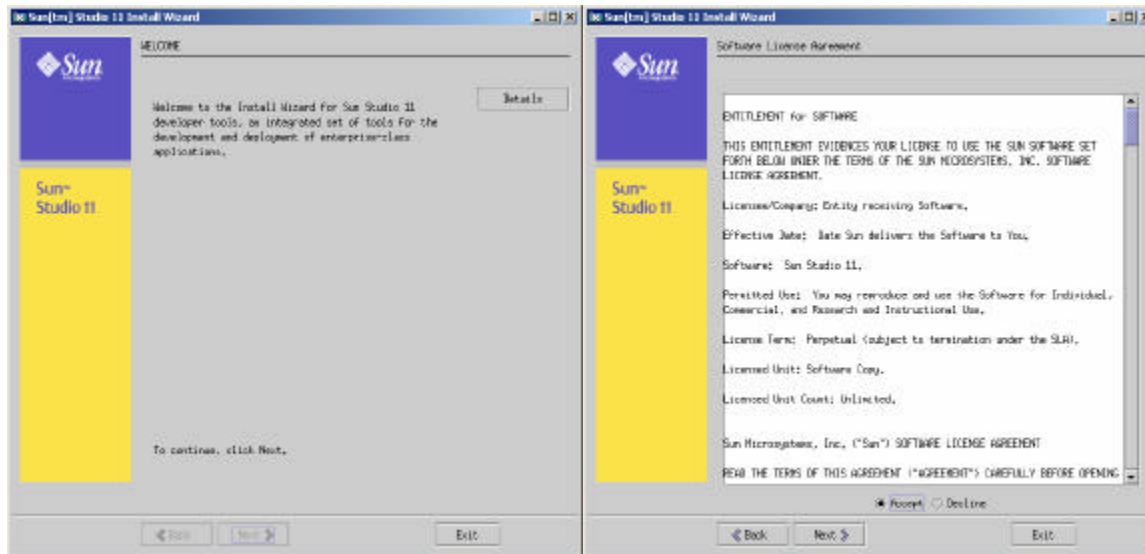 Sun[tm] Studio 11 Install Wizard
Sun
Sun™
Studio 11
WELCOME
Details
Welcome to the Install Wizard for Sun Studio 11
developer tools, an integrated set of tools for the
development and deployment of enterprise-class
applications.
To continue, click Next.
Back
Next
Exit
Sun[tm] Studio 11 Install Wizard
Sun
Sun™
Studio 11
Software License Agreement
ENTITLEMENT for SOFTWARE
THIS ENTITLEMENT EVIDENCES YOUR LICENSE TO USE THE SUN SOFTWARE SET
FORTH BELOW UNDER THE TERMS OF THE SUN MICROSYSTEMS, INC. SOFTWARE
LICENSE AGREEMENT.
Licensee/Company: Entity receiving Software.
Effective Date: Date Sun delivers the Software to You.
Software: Sun Studio 11.
Permitted Use: You may reproduce and use the Software for Individual,
Commercial, and Research and Instructional Use.
License Term: Perpetual (subject to termination under the SLA).
Licensed Unit: Software Copy.
Licensed Unit Count: Unlimited.
Sun Microsystems, Inc. ("Sun") SOFTWARE LICENSE AGREEMENT
READ THE TERMS OF THIS AGREEMENT ("AGREEMENT") CAREFULLY BEFORE OPENING
Accept Decline
Back
Next
Exit